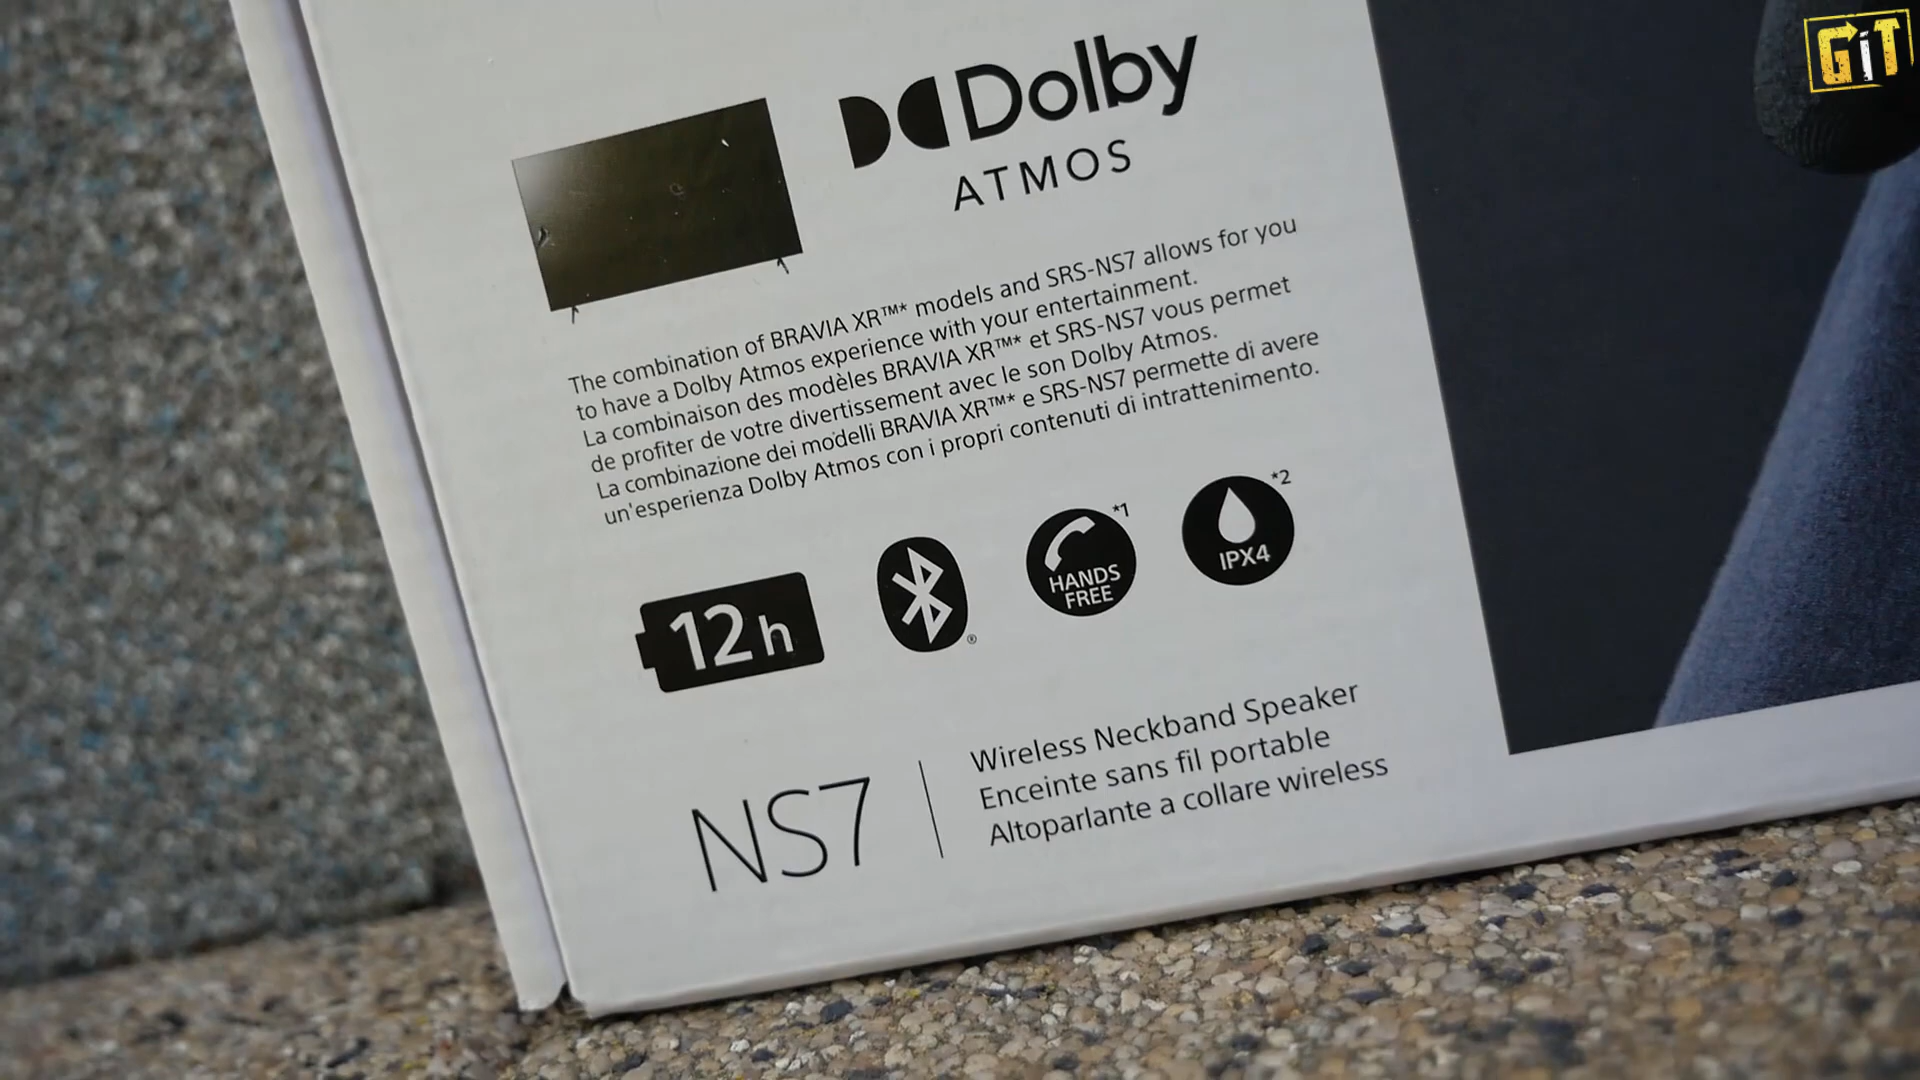 GiT
Dolby
ATMOS
The combination of BRAVIA XR™* models and SRS-NS7 allows for you
to have a Dolby Atmos experience with your entertainment.
La combinaison des modèles BRAVIA XR™* et SRS-NS7 vous permet
de profiter de votre divertissement avec le son Dolby Atmos.
La combinazione dei modelli BRAVIA XR™* e SRS-NS7 permette di avere
un'esperienza Dolby Atmos con i propri contenuti di intrattenimento.
12h
®
HANDS
FREE
*1
IPX4
*2
NS7
Wireless Neckband Speaker
Enceinte sans fil portable
Altoparlante a collare wireless